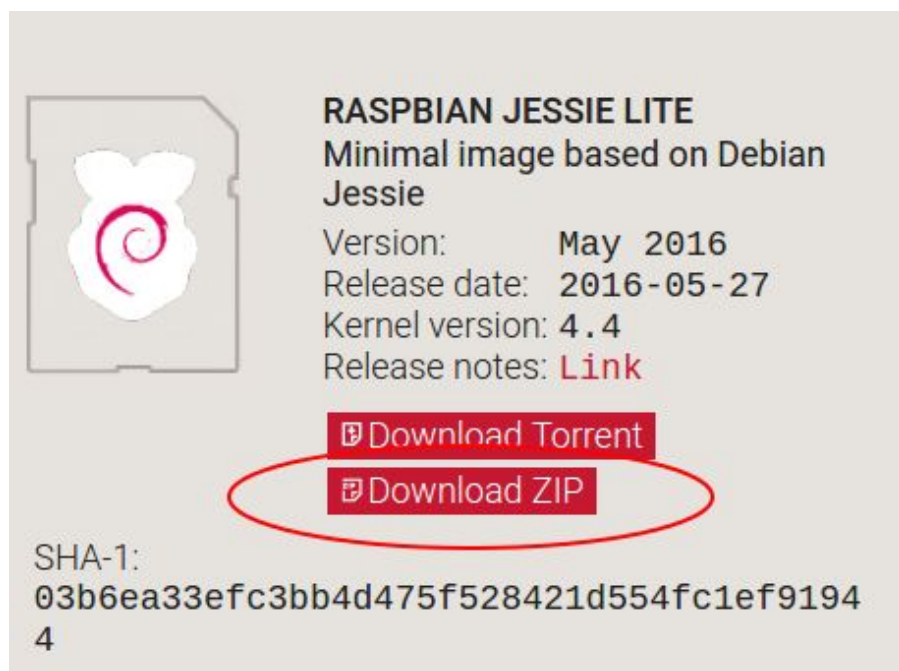 RASPBIAN JESSIE LITE
Minimal image based on Debian
Jessie
Version: May 2016
Release date: 2016-05-27
Kernel version: 4.4
Release notes: Link
Download Torrent
Download ZIP
SHA-1:
03b6ea33efc3bb4d475f528421d554fc1ef9194
4